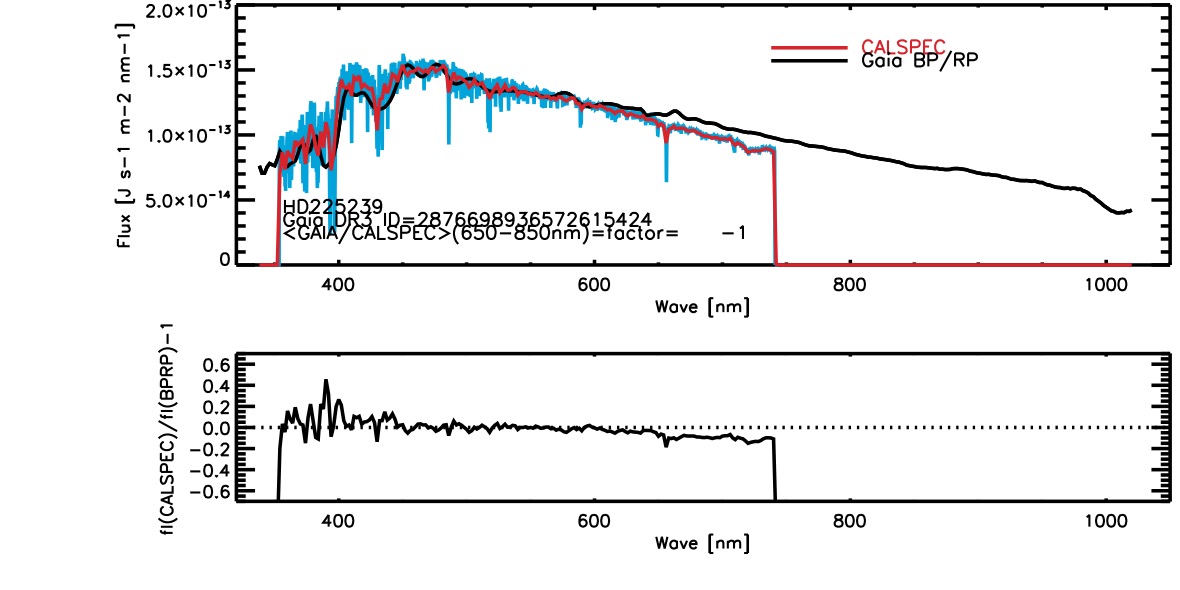 2.0×10−13
1.5×10−13
1.0×10−13
5.0×10−14
0
Flux [J s−1 m−2 nm−1]
CALSPEC
Gaia BP/RP
HD225239
Gaia DR3 ID=2876698936572615424
<GAIA/CALSPEC>(650−850nm)=factor= −1
400 600 800 1000
Wave [nm]
fl(CALSPEC)/fl(BPRP)−1
0.6
0.4
0.2
0.0
−0.2
−0.4
−0.6
400 600 800 1000
Wave [nm]